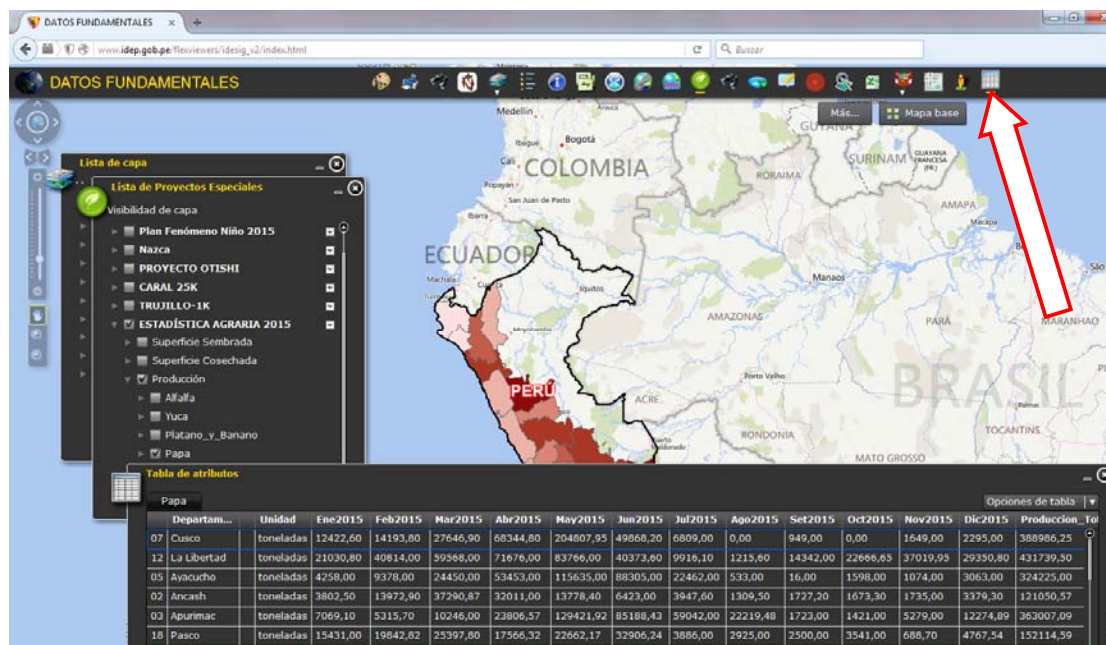 DATOS FUNDAMENTALES
www.idep.gob.pe/flexviewers/idesig_v2/index.html
Buscar
DATOS FUNDAMENTALES
Más...
Mapa base
Medellín
Ibagué
Bogotá
Cali
COLOMBIA
Popayán
San Juan de Pasto
Ibarra
GUYANA
SURINAM
GUAYANA FRANCESA (FR.)
RORAIMA
AMAPA
Macapa
ECUADOR
Machala
Cuenca
Iquitos
Manaos
São
AMAZONAS
PARÁ
MARANHAO
PERÚ
ACRE
Porto Velho
BRASIL
Palmas
RONDONIA
TOCANTINS
MATO GROSSO
Lista de capa
Lista de Proyectos Especiales
Visibilidad de capa
Plan Fenómeno Niño 2015
Nazca
PROYECTO OTISHI
CARAL 25K
TRUJILLO-1K
ESTADÍSTICA AGRARIA 2015
Superficie Sembrada
Superficie Cosechada
Producción
Alfalfa
Yuca
Platano_y_Banano
Papa
Tabla de atributos
Papa
Opciones de tabla
Departam... Unidad Ene2015 Feb2015 Mar2015 Abr2015 May2015 Jun2015 Jul2015 Ago2015 Set2015 Oct2015 Nov2015 Dic2015 Produccion_Tot
07 Cusco toneladas 12422,60 14193,80 27646,90 68344,80 204807,95 49868,20 6809,00 0,00 949,00 0,00 1649,00 2295,00 388986,25
12 La Libertad toneladas 21030,80 40814,00 59568,00 71676,00 83766,00 40373,60 9916,10 1215,60 14342,00 22666,65 37019,95 29350,80 431739,50
05 Ayacucho toneladas 4258,00 9378,00 24450,00 53453,00 115635,00 88305,00 22462,00 533,00 16,00 1598,00 1074,00 3063,00 324225,00
02 Ancash toneladas 3802,50 13972,90 37290,87 32011,00 13778,40 6423,00 3947,60 1309,50 1727,20 1673,30 1735,00 3379,30 121050,57
03 Apurimac toneladas 7069,10 5315,70 10246,00 23806,57 129421,92 85188,43 59042,00 22219,48 1723,00 1421,00 5279,00 12274,89 363007,09
18 Pasco toneladas 15431,00 19842,82 25397,80 17566,32 22662,17 32906,24 3886,00 2925,00 2500,00 3541,00 688,70 4767,54 152114,59